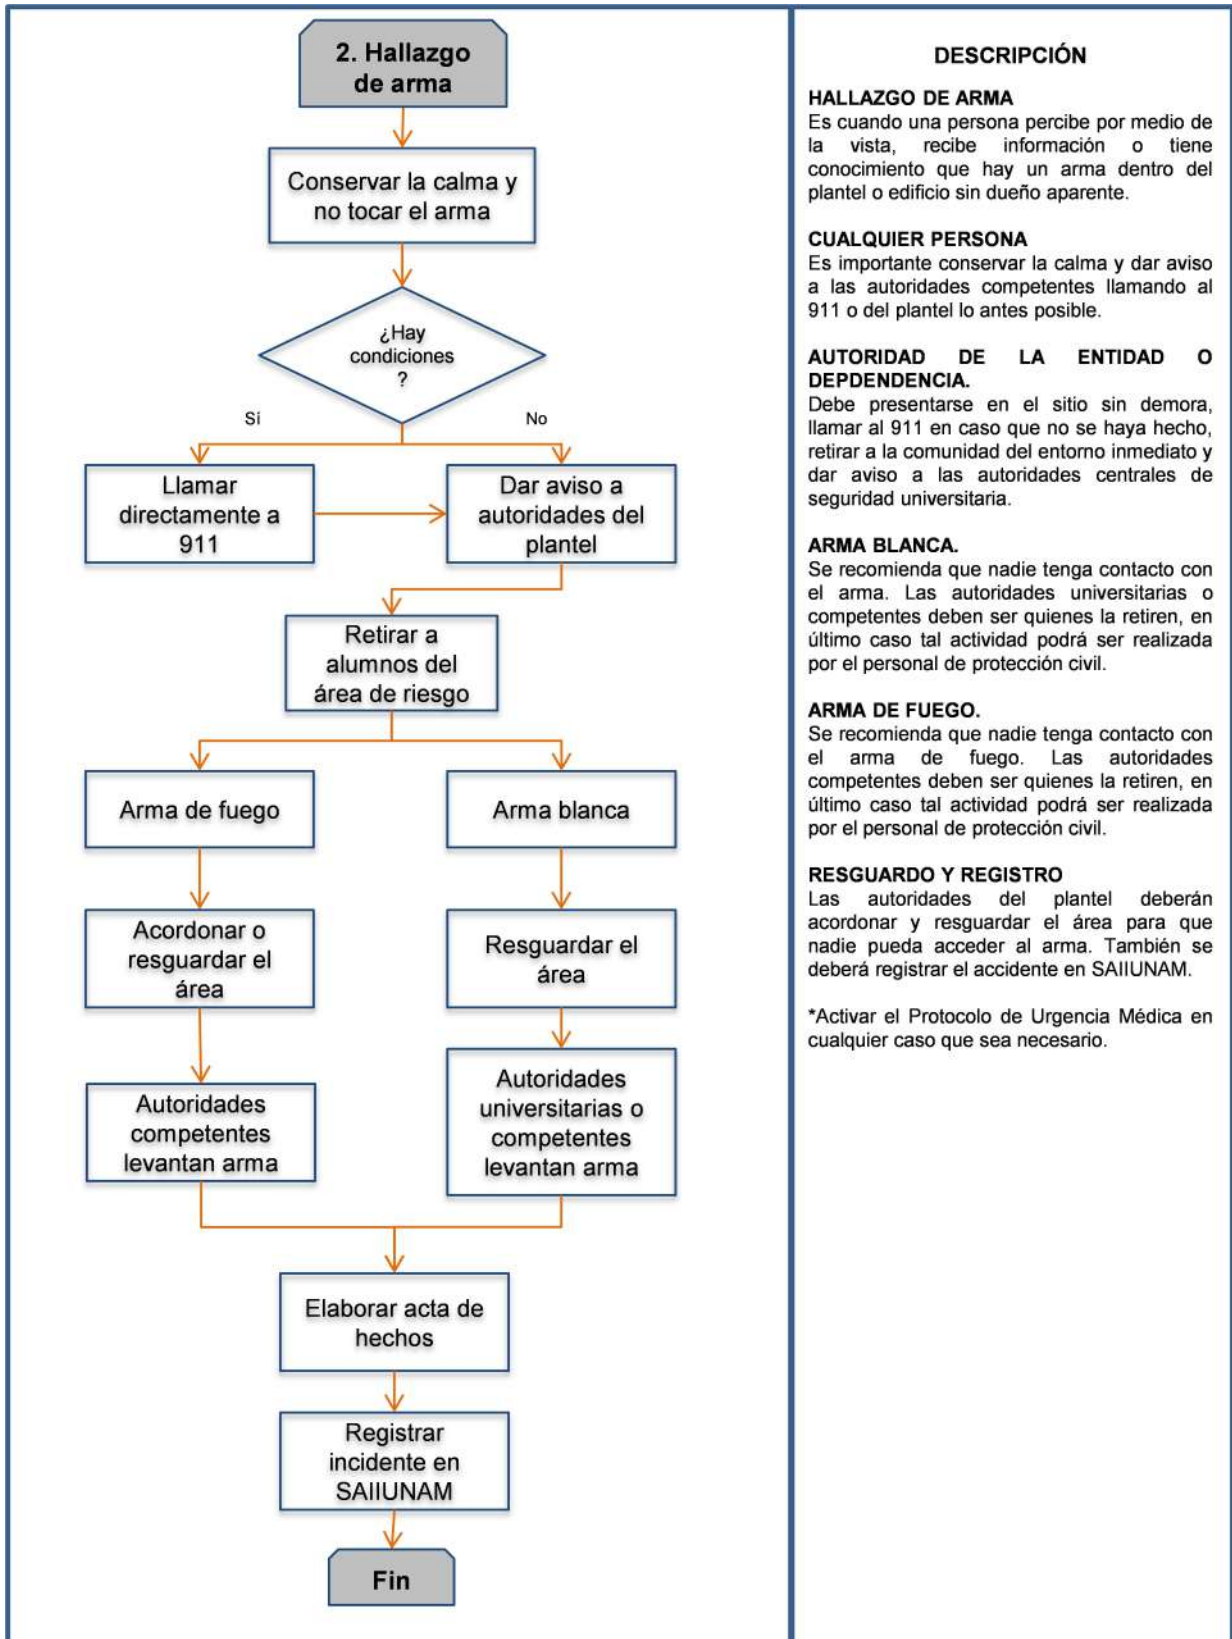 2. Hallazgo
de arma
Conservar la calma y
no tocar el arma
¿Hay
condiciones
?
Sí
No
Llamar
directamente a
911
Dar aviso a
autoridades del
plantel
Retirar a
alumnos del
área de riesgo
Arma de fuego
Arma blanca
Acordonar o
resguardar el
área
Resguardar el
área
Autoridades
competentes
levantan arma
Autoridades
universitarias o
competentes
levantan arma
Elaborar acta de
hechos
Registrar
incidente en
SAIIUNAM
Fin
DESCRIPCIÓN
HALLAZGO DE ARMA
Es cuando una persona percibe por medio de
la vista, recibe información o tiene
conocimiento que hay un arma dentro del
plantel o edificio sin dueño aparente.
CUALQUIER PERSONA
Es importante conservar la calma y dar aviso
a las autoridades competentes llamando al
911 o del plantel lo antes posible.
AUTORIDAD DE LA ENTIDAD O
DEPDENDENCIA.
Debe presentarse en el sitio sin demora,
llamar al 911 en caso que no se haya hecho,
retirar a la comunidad del entorno inmediato y
dar aviso a las autoridades centrales de
seguridad universitaria.
ARMA BLANCA.
Se recomienda que nadie tenga contacto con
el arma. Las autoridades universitarias o
competentes deben ser quienes la retiren, en
último caso tal actividad podrá ser realizada
por el personal de protección civil.
ARMA DE FUEGO.
Se recomienda que nadie tenga contacto con
el arma de fuego. Las autoridades
competentes deben ser quienes la retiren, en
último caso tal actividad podrá ser realizada
por el personal de protección civil.
RESGUARDO Y REGISTRO
Las autoridades del plantel deberán
acordonar y resguardar el área para que
nadie pueda acceder al arma. También se
deberá registrar el accidente en SAIIUNAM.
*Activar el Protocolo de Urgencia Médica en
cualquier caso que sea necesario.